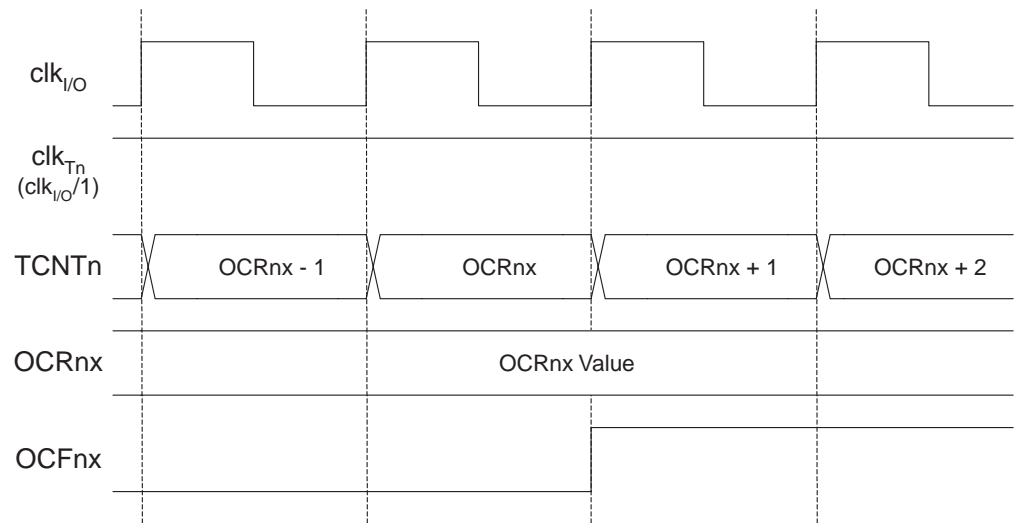 clkI/O
clkTn
(clkI/O/1)
TCNTn OCRnx - 1 OCRnx OCRnx + 1 OCRnx + 2
OCRnx OCRnx Value
OCFnx